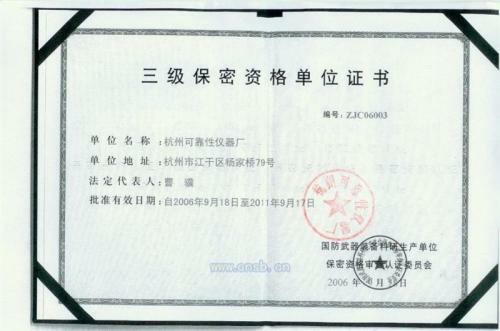 三级保密资格单位证书
编号：ZJC06003
单位名称：杭州可靠性仪器厂
单位地址：杭州市江干区杨家桥79号
法定代表人：曹骥
批准有效日期：自2006年9月18日至2011年9月17日
杭州可靠性仪器厂
国防武器装备科研生产单位
保密资格审查认证委员会
2006年 月 日
www.cnsb.cn